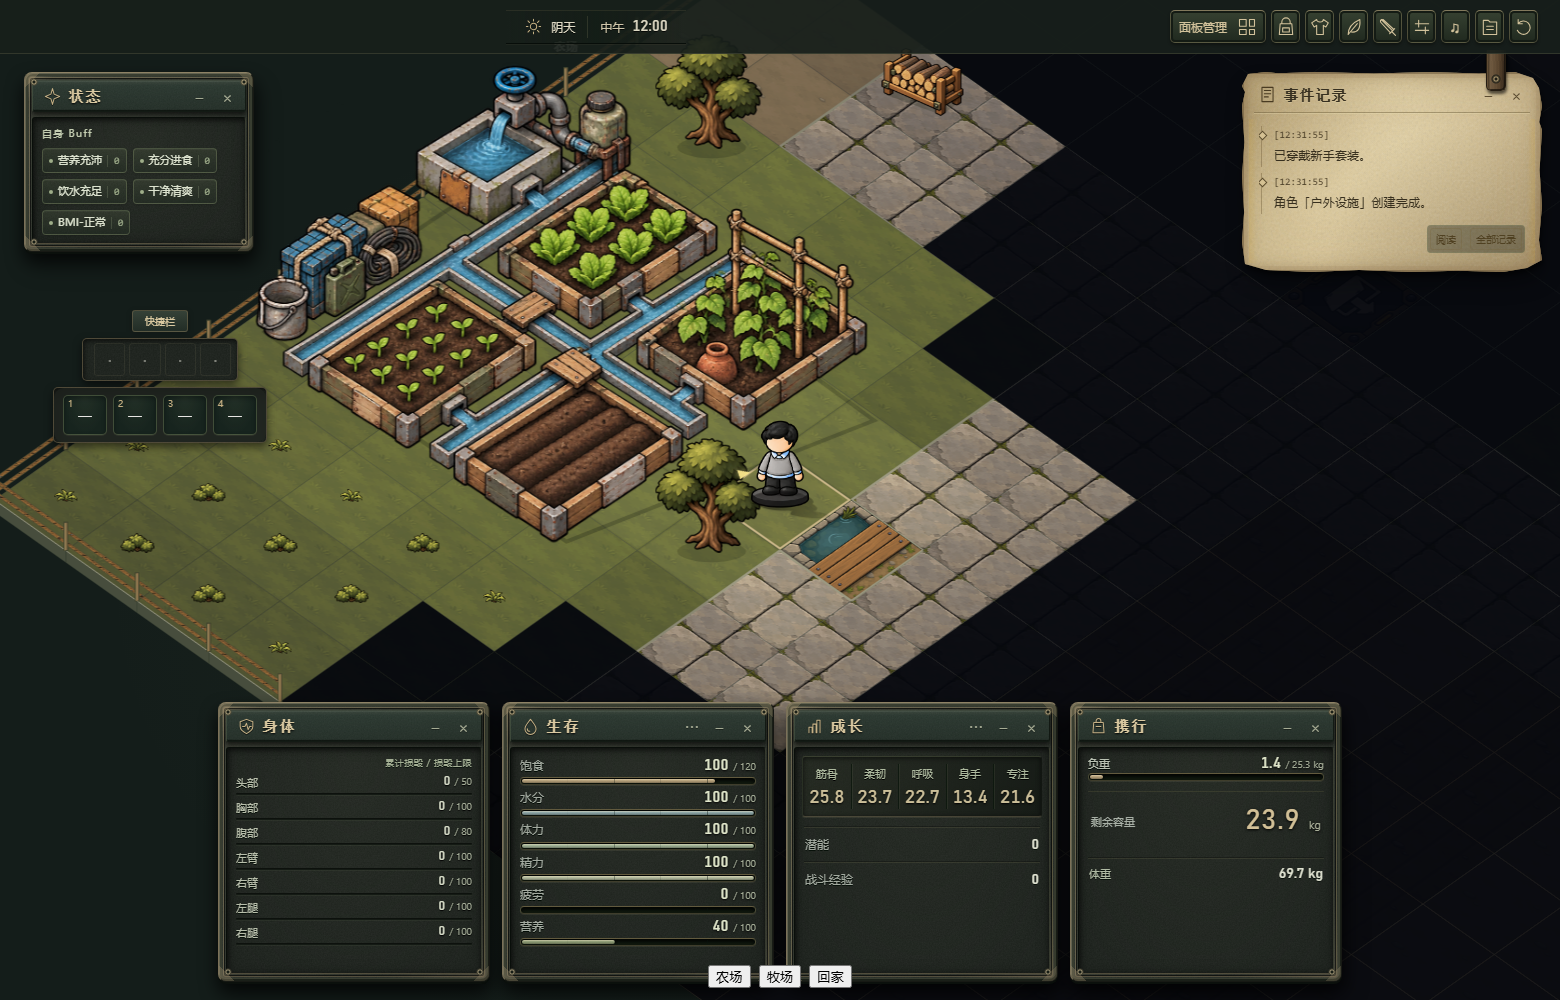 阴天 中午 12:00
面板管理
状态
自身 Buff
营养充沛 0
充分进食 0
饮水充足 0
干净清爽 0
BMI-正常 0
事件记录
[12:31:55]
已穿戴新手套装。
[12:31:55]
角色「户外设施」创建完成。
阅读 全部记录
快捷栏
1 2 3 4
身体
累计损毁 / 损毁上限
头部 0 / 50
胸部 0 / 100
腹部 0 / 80
左臂 0 / 100
右臂 0 / 100
左腿 0 / 100
右腿 0 / 100
生存
饱食 100 / 120
水分 100 / 100
体力 100 / 100
精力 100 / 100
疲劳 0 / 100
营养 40 / 100
成长
筋骨 柔韧 呼吸 身手 专注
25.8 23.7 22.7 13.4 21.6
潜能 0
战斗经验 0
携行
负重 1.4 / 25.3 kg
剩余容量 23.9 kg
体重 69.7 kg
农场 牧场 回家